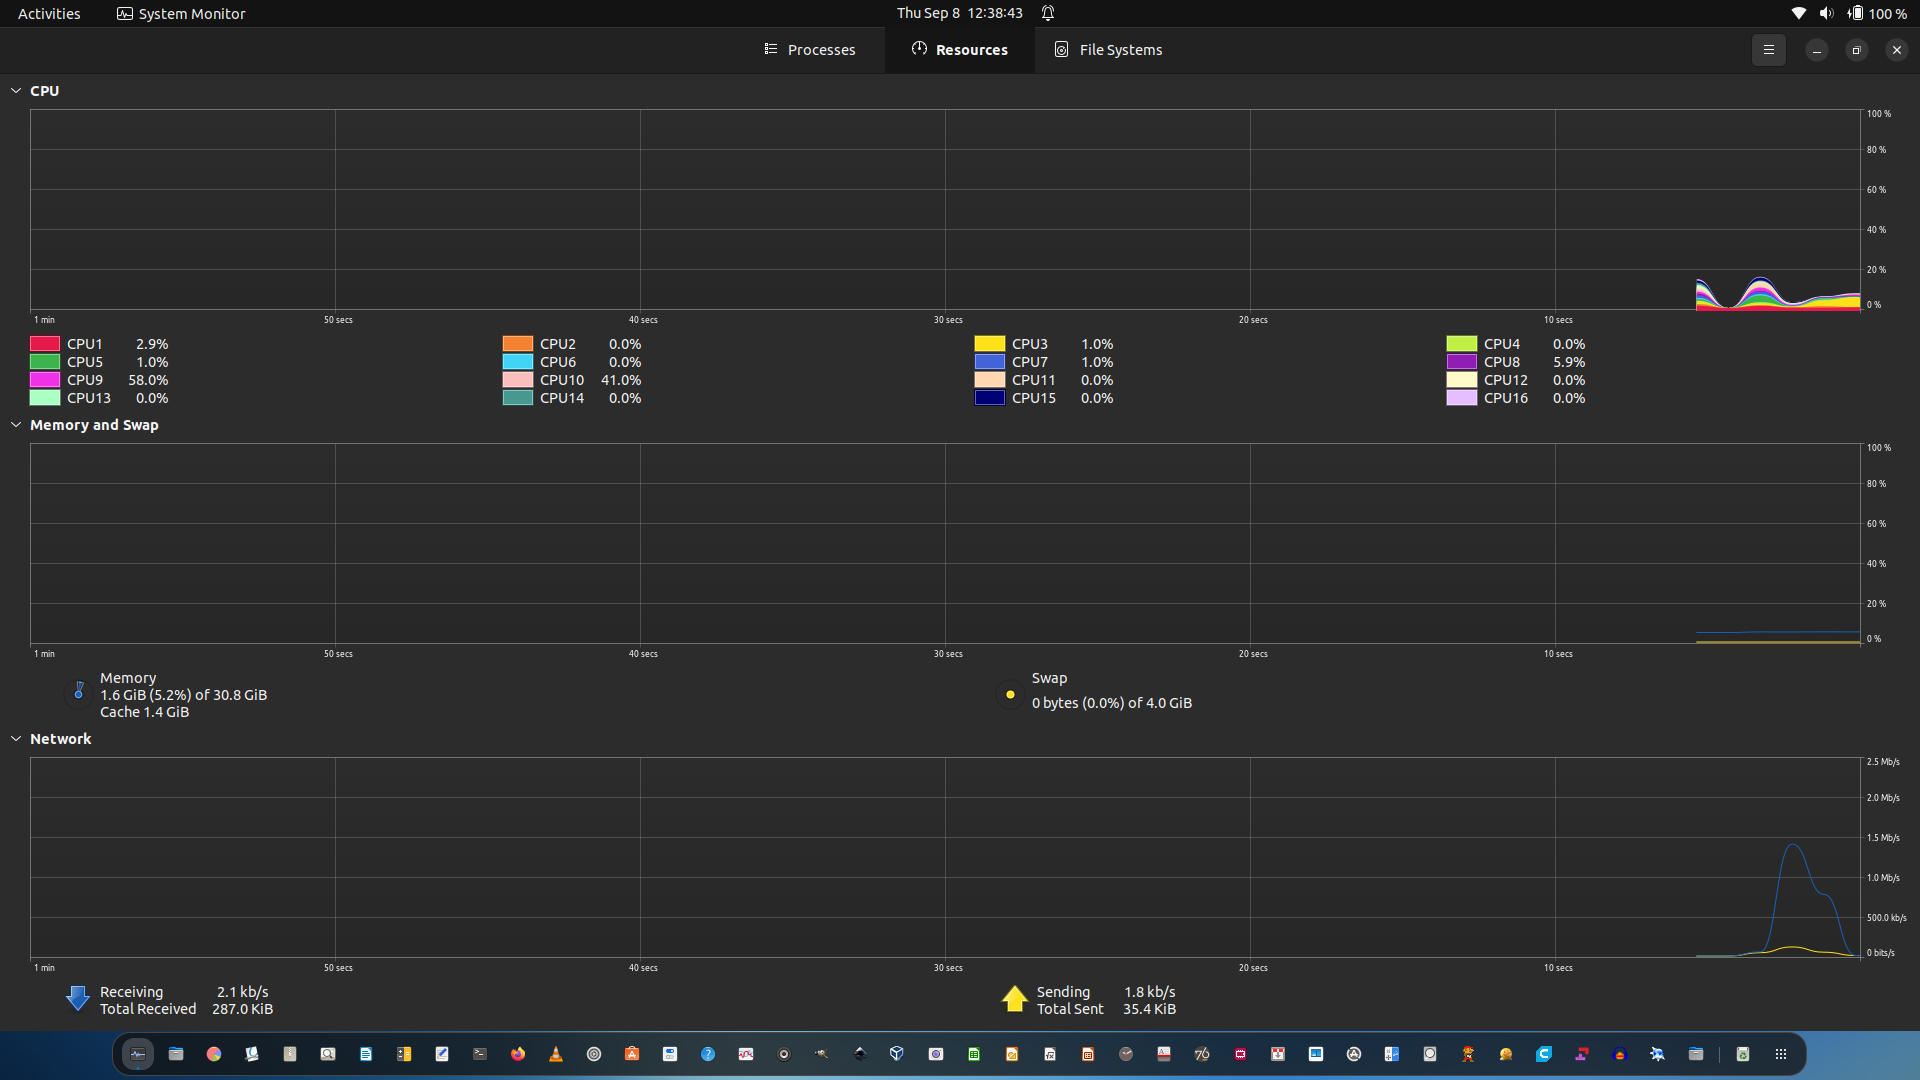 Activities System Monitor Thu Sep 8 12:38:43 100 %
Processes Resources File Systems
CPU
100 %
80 %
60 %
40 %
20 %
0 %
1 min 50 secs 40 secs 30 secs 20 secs 10 secs
CPU1 2.9% CPU2 0.0% CPU3 1.0% CPU4 0.0%
CPU5 1.0% CPU6 0.0% CPU7 1.0% CPU8 5.9%
CPU9 58.0% CPU10 41.0% CPU11 0.0% CPU12 0.0%
CPU13 0.0% CPU14 0.0% CPU15 0.0% CPU16 0.0%
Memory and Swap
100 %
80 %
60 %
40 %
20 %
0 %
1 min 50 secs 40 secs 30 secs 20 secs 10 secs
Memory
1.6 GiB (5.2%) of 30.8 GiB
Cache 1.4 GiB
Swap
0 bytes (0.0%) of 4.0 GiB
Network
2.5 Mb/s
2.0 Mb/s
1.5 Mb/s
1.0 Mb/s
500.0 kb/s
0 bits/s
1 min 50 secs 40 secs 30 secs 20 secs 10 secs
Receiving 2.1 kb/s
Total Received 287.0 KiB
Sending 1.8 kb/s
Total Sent 35.4 KiB
76